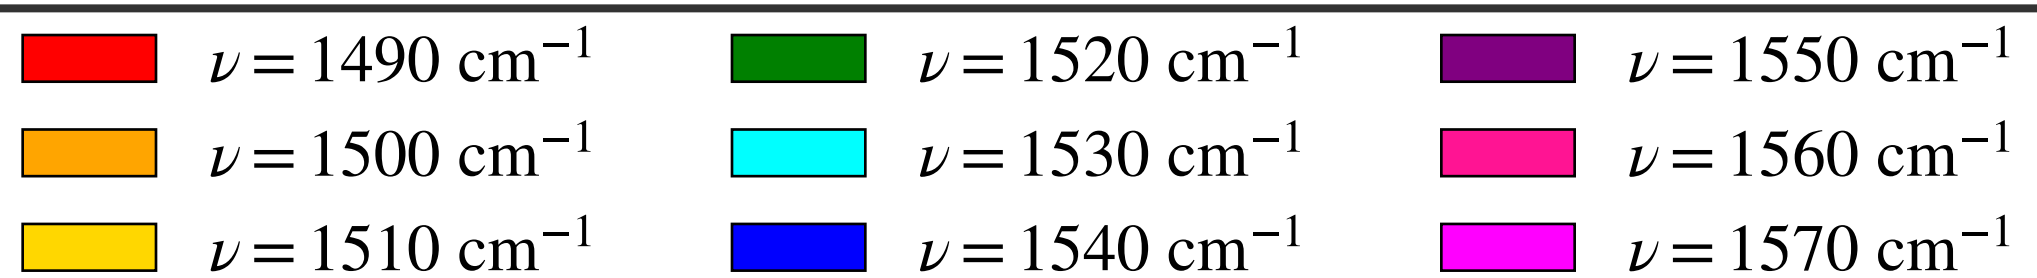 ν = 1490 cm⁻¹ ν = 1520 cm⁻¹ ν = 1550 cm⁻¹
ν = 1500 cm⁻¹ ν = 1530 cm⁻¹ ν = 1560 cm⁻¹
ν = 1510 cm⁻¹ ν = 1540 cm⁻¹ ν = 1570 cm⁻¹